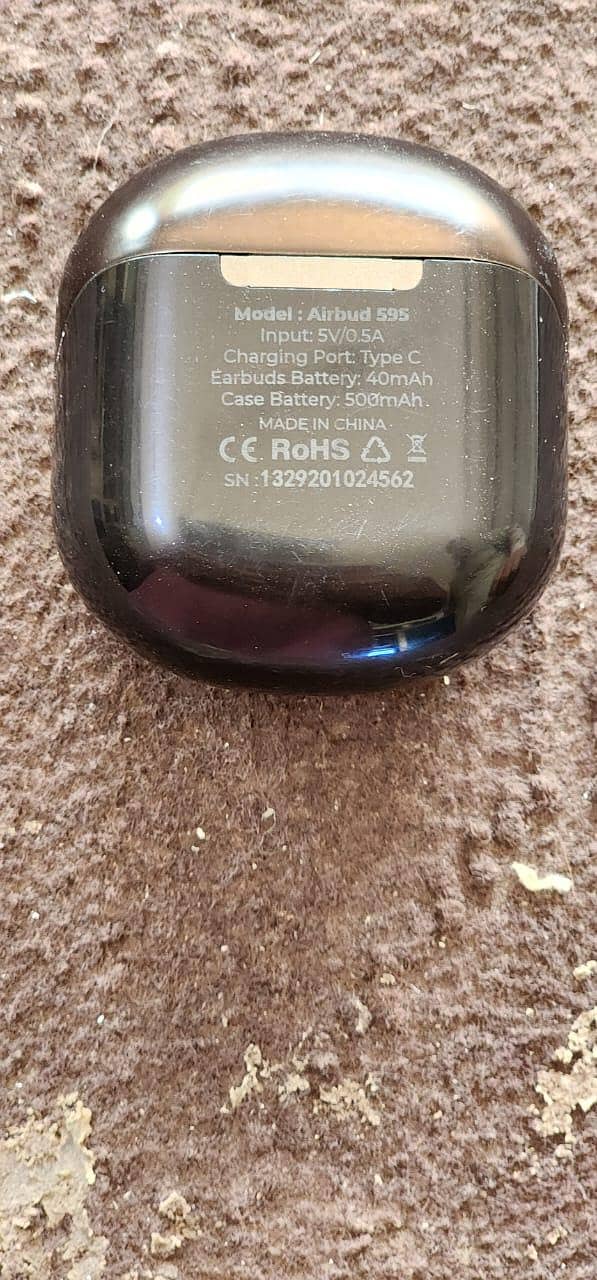 Model : Airbud 595
Input: 5V/0.5A
Charging Port: Type C
Earbuds Battery: 40mAh
Case Battery: 500mAh
MADE IN CHINA
CE RoHS
SN :1329201024562